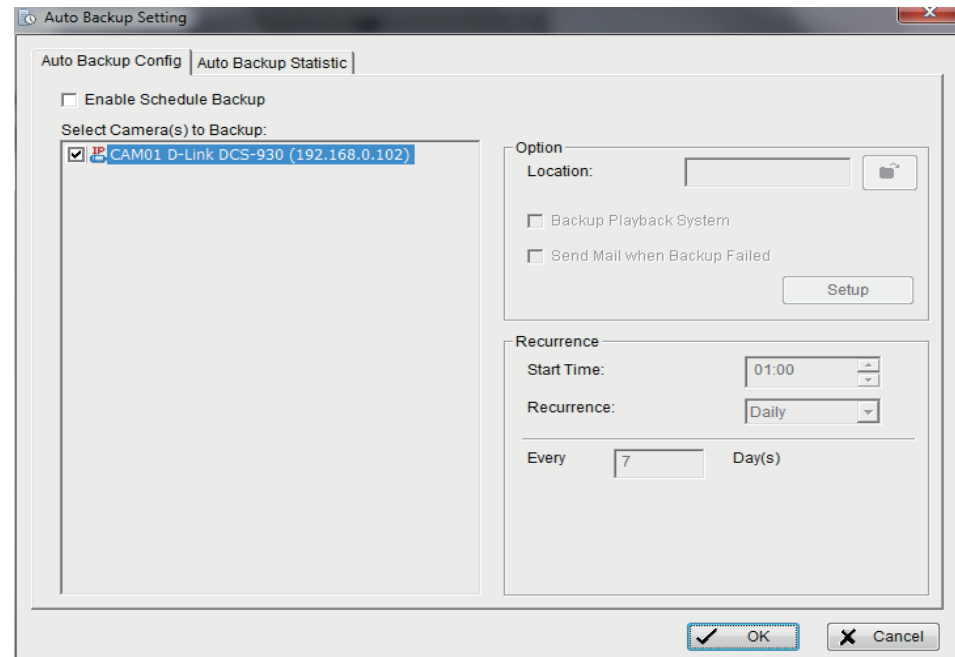 Auto Backup Setting
Auto Backup Config
Auto Backup Statistic
Enable Schedule Backup
Select Camera(s) to Backup:
IP CAM01 D-Link DCS-930 (192.168.0.102)
Option
Location:
Backup Playback System
Send Mail when Backup Failed
Setup
Recurrence
Start Time: 01:00
Recurrence: Daily
Every 7 Day(s)
OK
Cancel